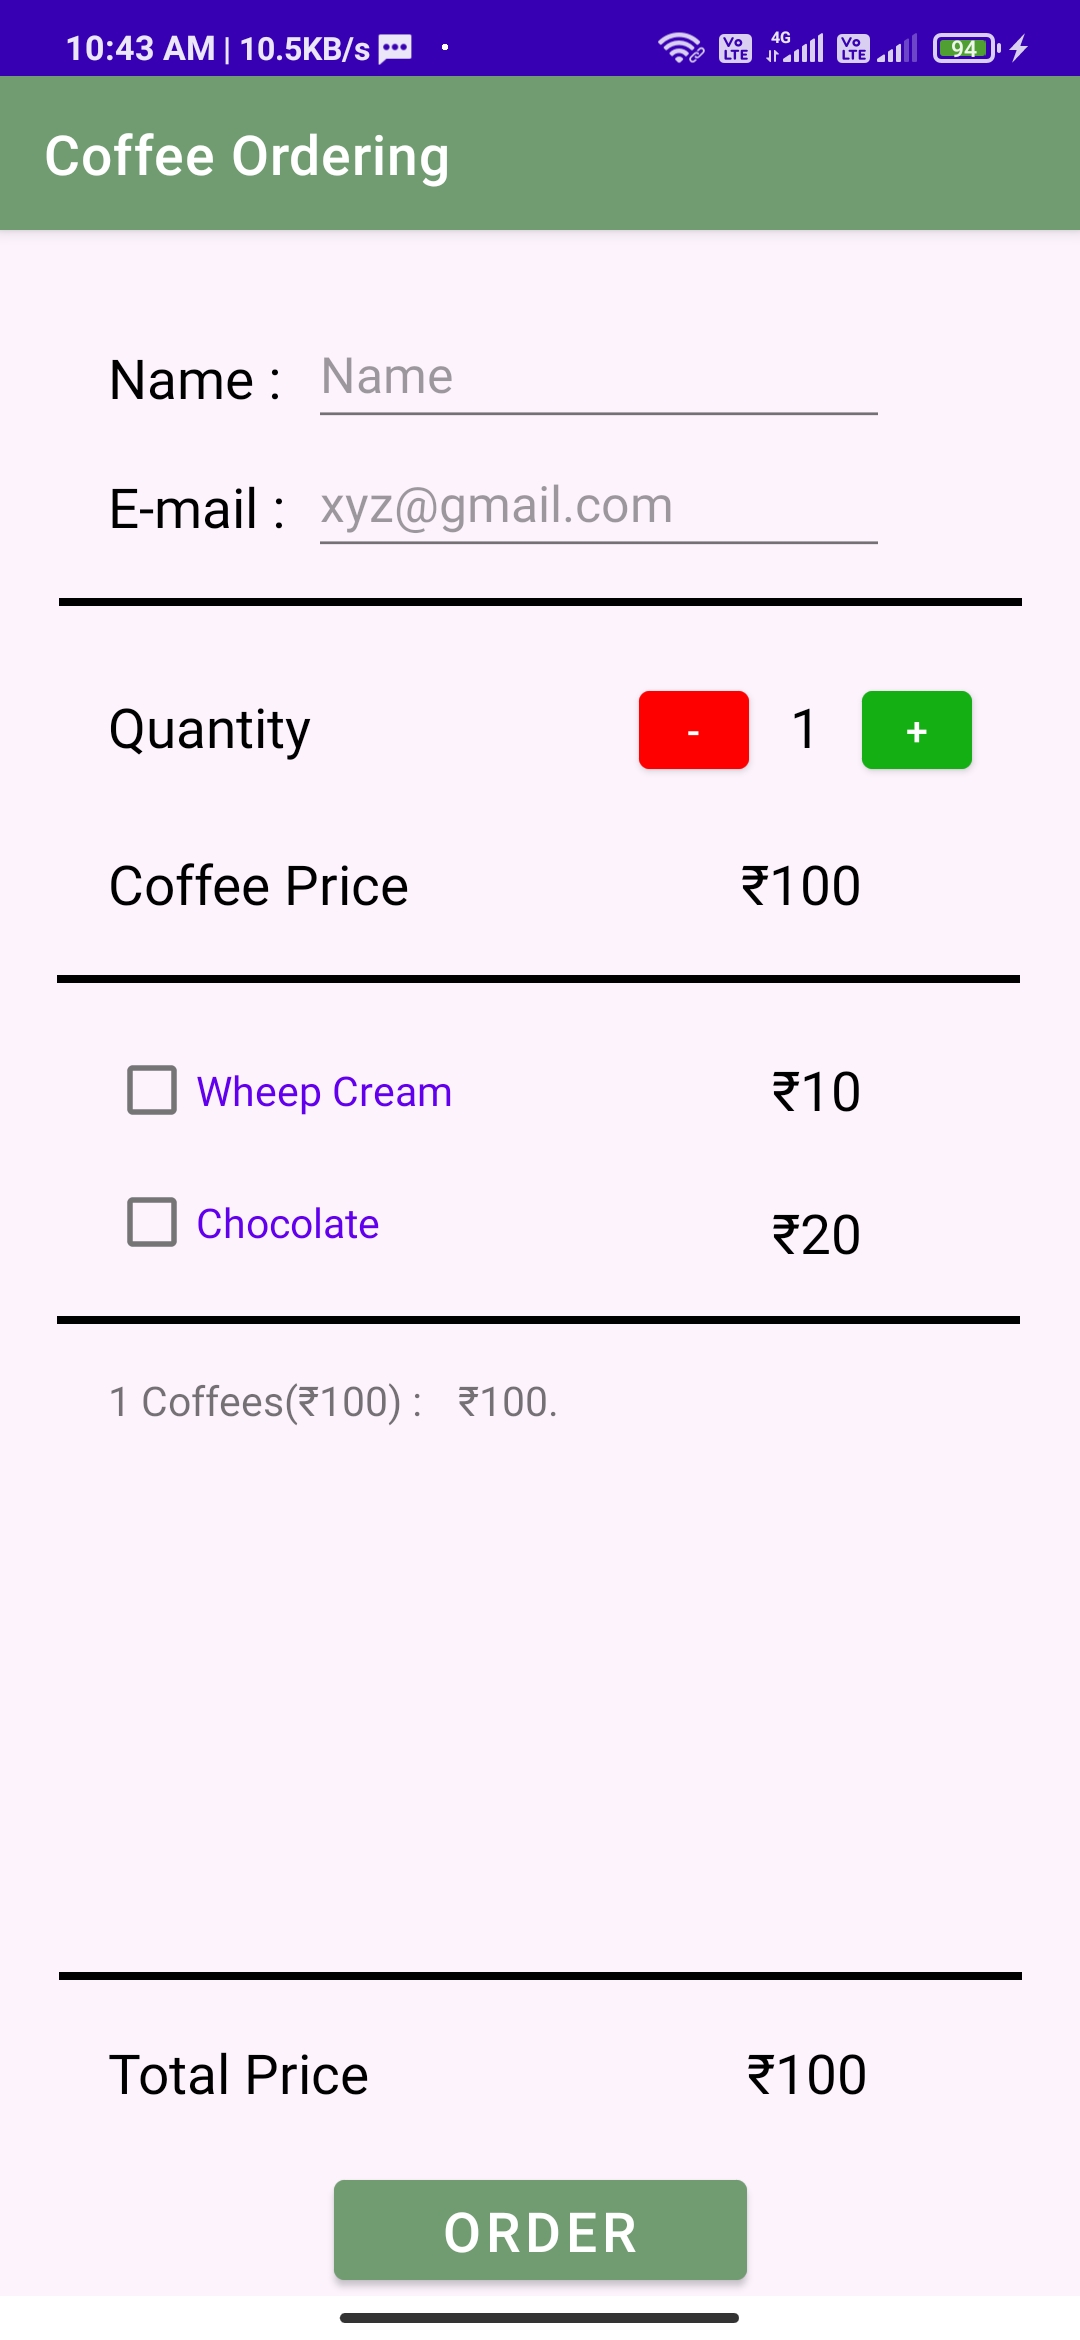 10:43 AM | 10.5KB/s
Vo LTE 4G Vo LTE 94
Coffee Ordering
Name : Name
E-mail : xyz@gmail.com
Quantity - 1 +
Coffee Price ₹100
Wheep Cream ₹10
Chocolate ₹20
1 Coffees(₹100) : ₹100.
Total Price ₹100
ORDER